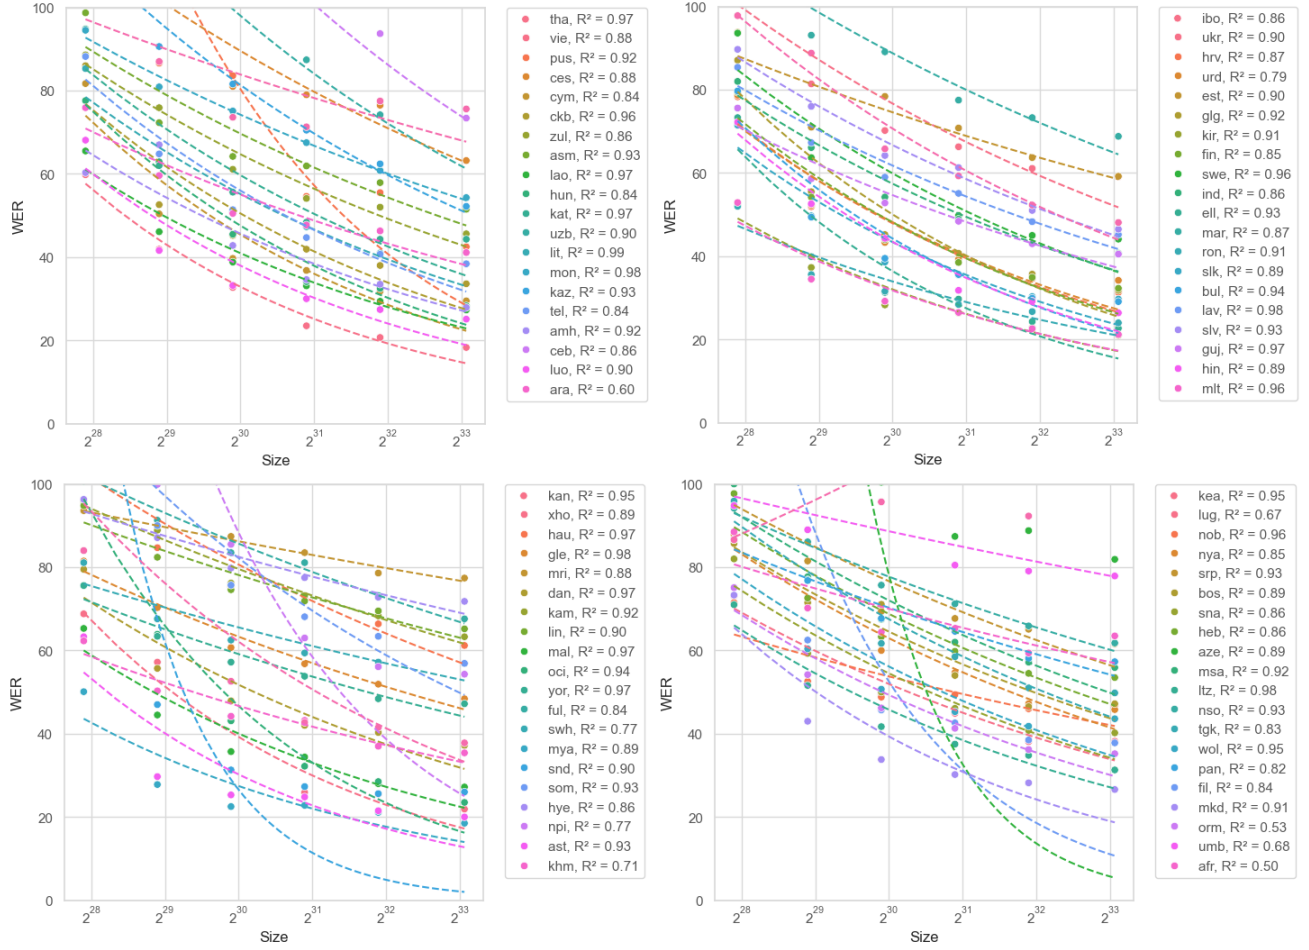 100
80
60
40
20
0
WER
2^28
2^29
2^30
2^31
2^32
2^33
Size
tha, R² = 0.97
vie, R² = 0.88
pus, R² = 0.92
ces, R² = 0.88
cym, R² = 0.84
ckb, R² = 0.96
zul, R² = 0.86
asm, R² = 0.93
lao, R² = 0.97
hun, R² = 0.84
kat, R² = 0.97
uzb, R² = 0.90
lit, R² = 0.99
mon, R² = 0.98
kaz, R² = 0.93
tel, R² = 0.84
amh, R² = 0.92
ceb, R² = 0.86
luo, R² = 0.90
ara, R² = 0.60
100
80
60
40
20
0
WER
2^28
2^29
2^30
2^31
2^32
2^33
Size
ibo, R² = 0.86
ukr, R² = 0.90
hrv, R² = 0.87
urd, R² = 0.79
est, R² = 0.90
glg, R² = 0.92
kir, R² = 0.91
fin, R² = 0.85
swe, R² = 0.96
ind, R² = 0.86
ell, R² = 0.93
mar, R² = 0.87
ron, R² = 0.91
slk, R² = 0.89
bul, R² = 0.94
lav, R² = 0.98
slv, R² = 0.93
guj, R² = 0.97
hin, R² = 0.89
mlt, R² = 0.96
100
80
60
40
20
0
WER
2^28
2^29
2^30
2^31
2^32
2^33
Size
kan, R² = 0.95
xho, R² = 0.89
hau, R² = 0.97
gle, R² = 0.98
mri, R² = 0.88
dan, R² = 0.97
kam, R² = 0.92
lin, R² = 0.90
mal, R² = 0.97
oci, R² = 0.94
yor, R² = 0.97
ful, R² = 0.84
swh, R² = 0.77
mya, R² = 0.89
snd, R² = 0.90
som, R² = 0.93
hye, R² = 0.86
npi, R² = 0.77
ast, R² = 0.93
khm, R² = 0.71
100
80
60
40
20
0
WER
2^28
2^29
2^30
2^31
2^32
2^33
Size
kea, R² = 0.95
lug, R² = 0.67
nob, R² = 0.96
nya, R² = 0.85
srp, R² = 0.93
bos, R² = 0.89
sna, R² = 0.86
heb, R² = 0.86
aze, R² = 0.89
msa, R² = 0.92
ltz, R² = 0.98
nso, R² = 0.93
tgk, R² = 0.83
wol, R² = 0.95
pan, R² = 0.82
fil, R² = 0.84
mkd, R² = 0.91
orm, R² = 0.53
umb, R² = 0.68
afr, R² = 0.50